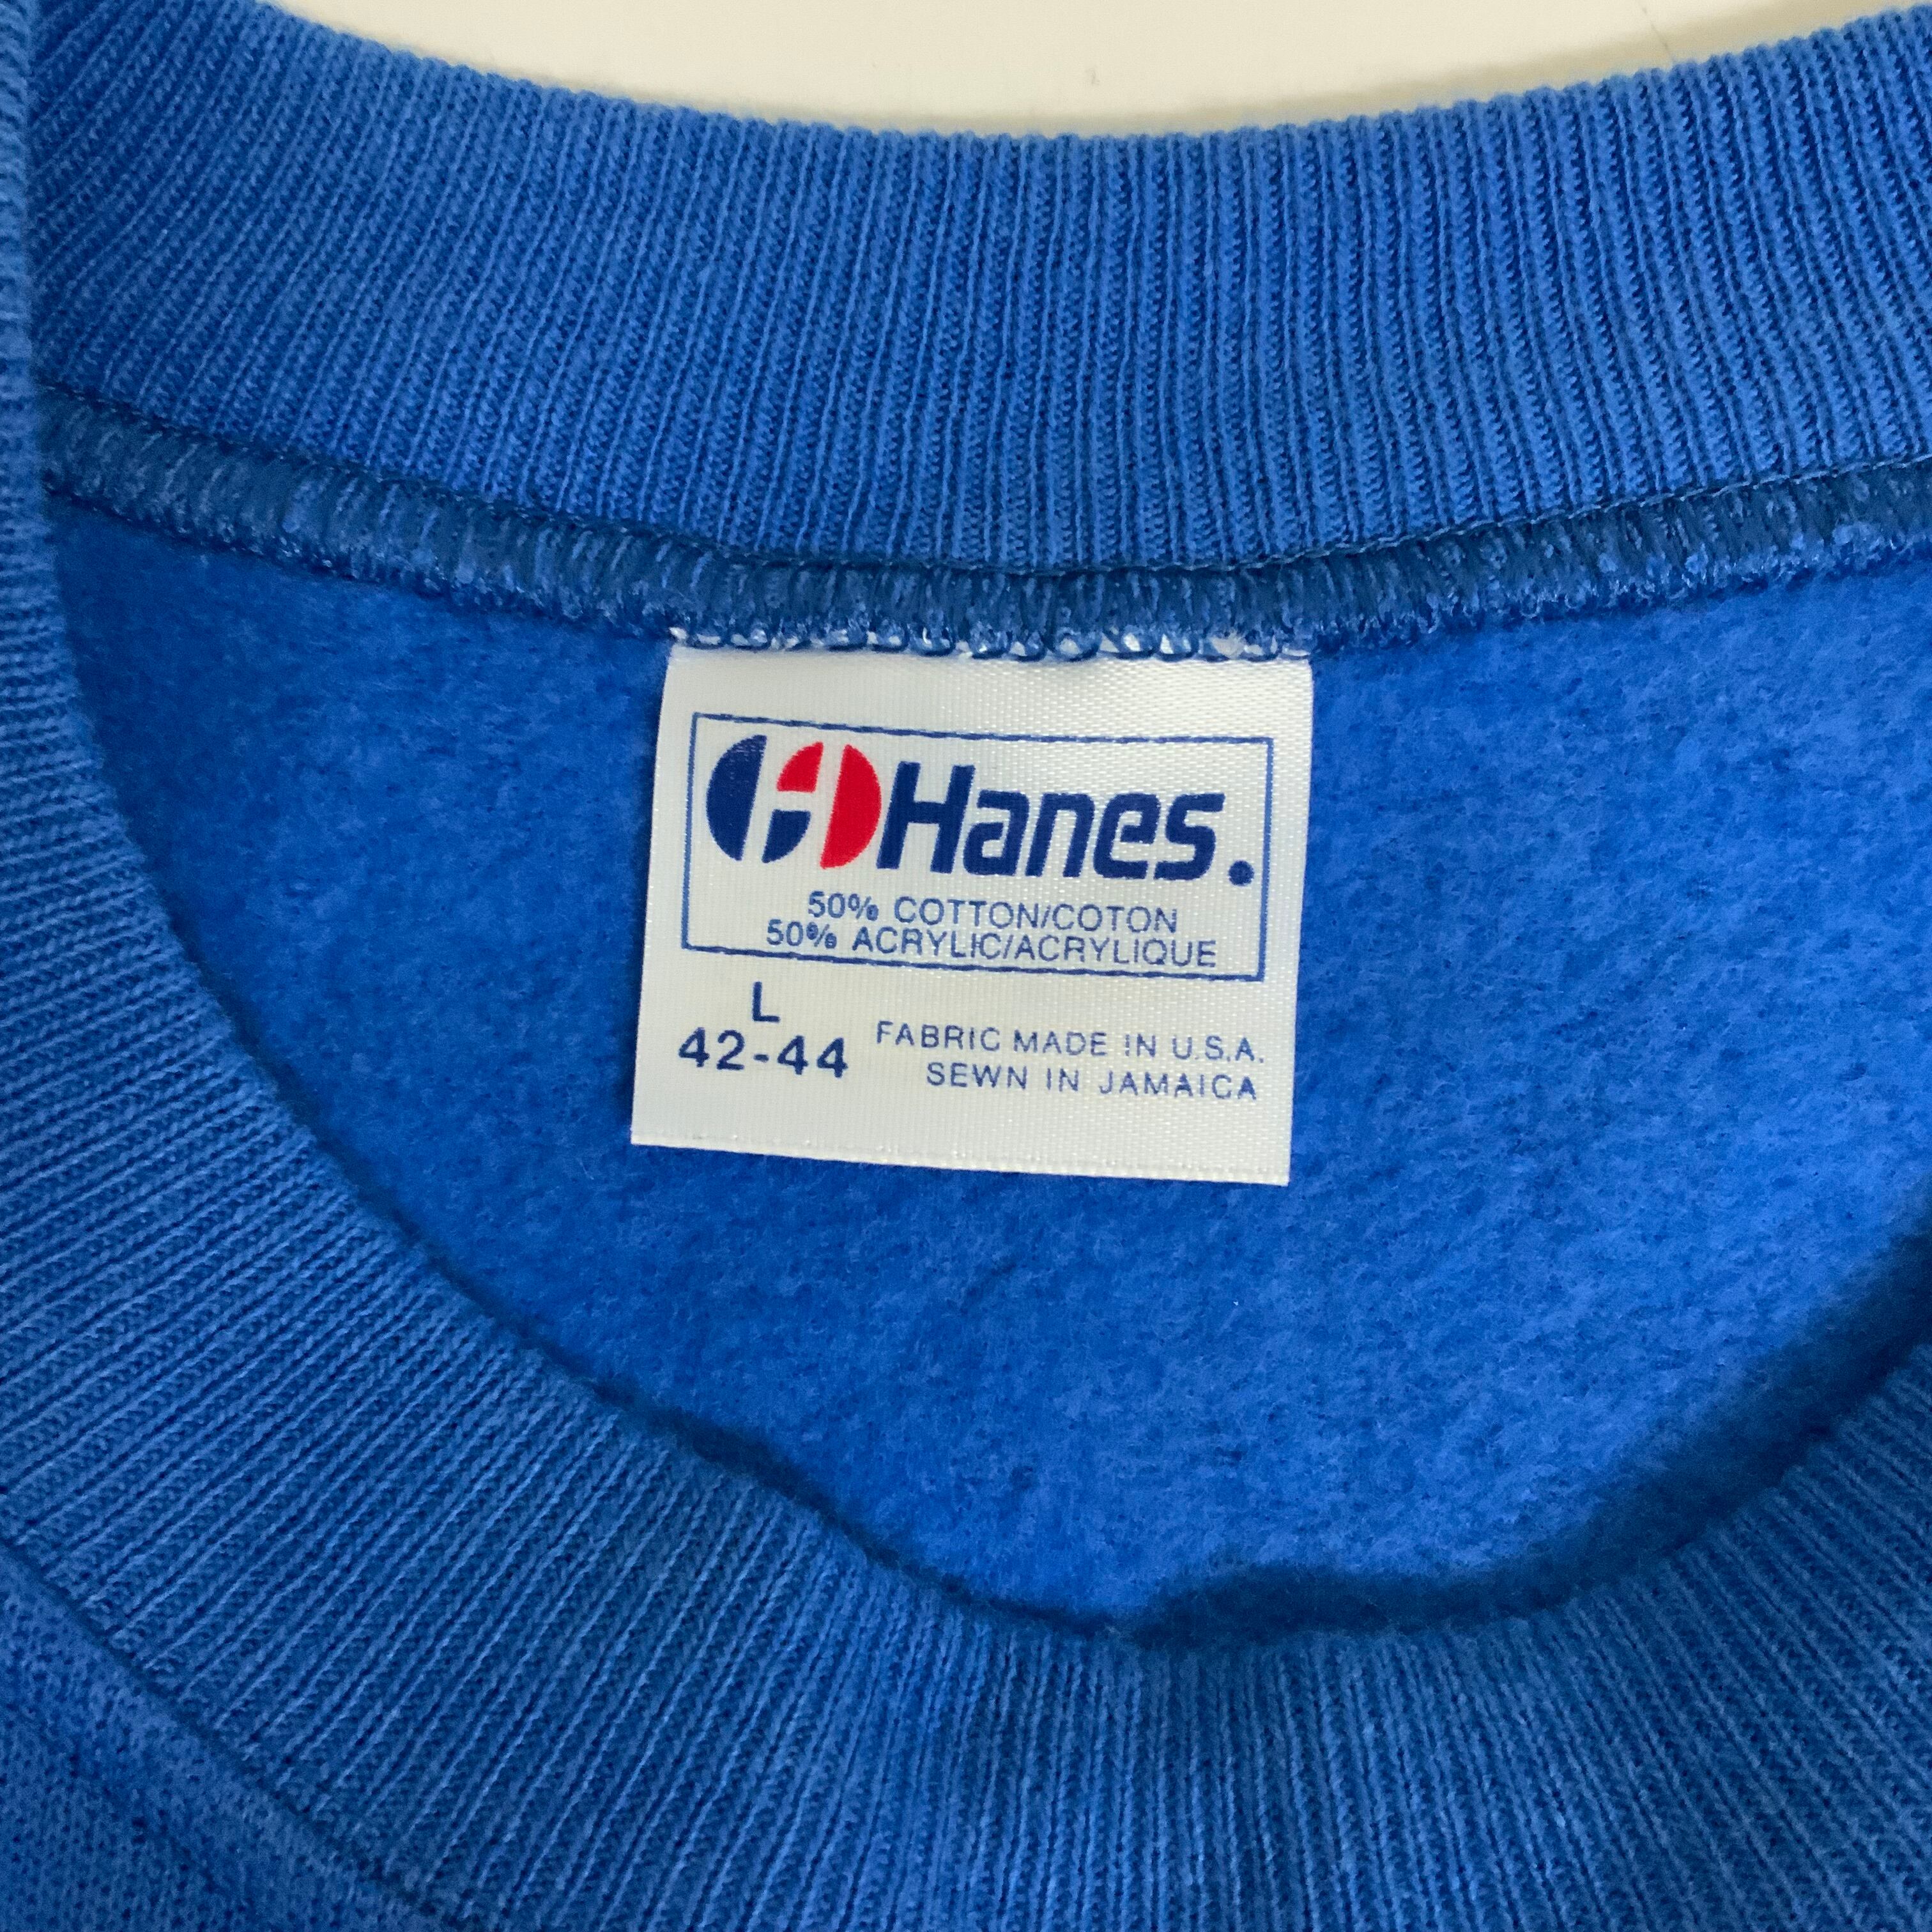 Hanes.
50% COTTON/COTON
50% ACRYLIC/ACRYLIQUE
L
42-44
FABRIC MADE IN U.S.A.
SEWN IN JAMAICA